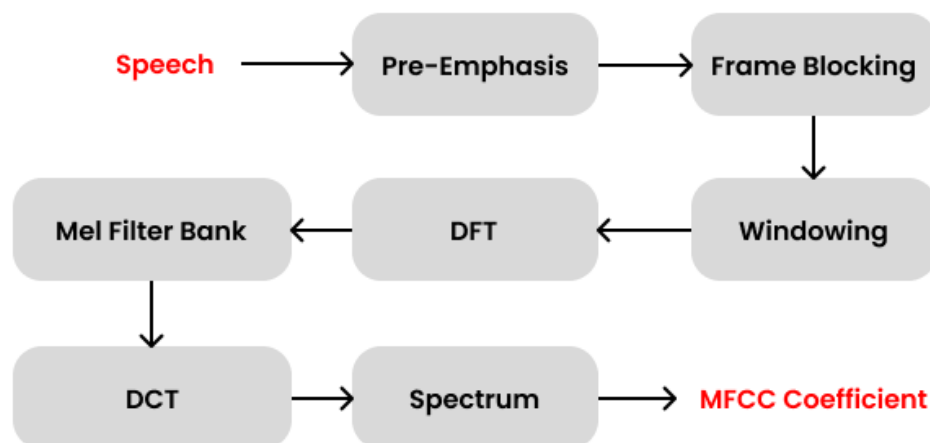 Speech
Pre-Emphasis
Frame Blocking
Windowing
DFT
Mel Filter Bank
DCT
Spectrum
MFCC Coefficient